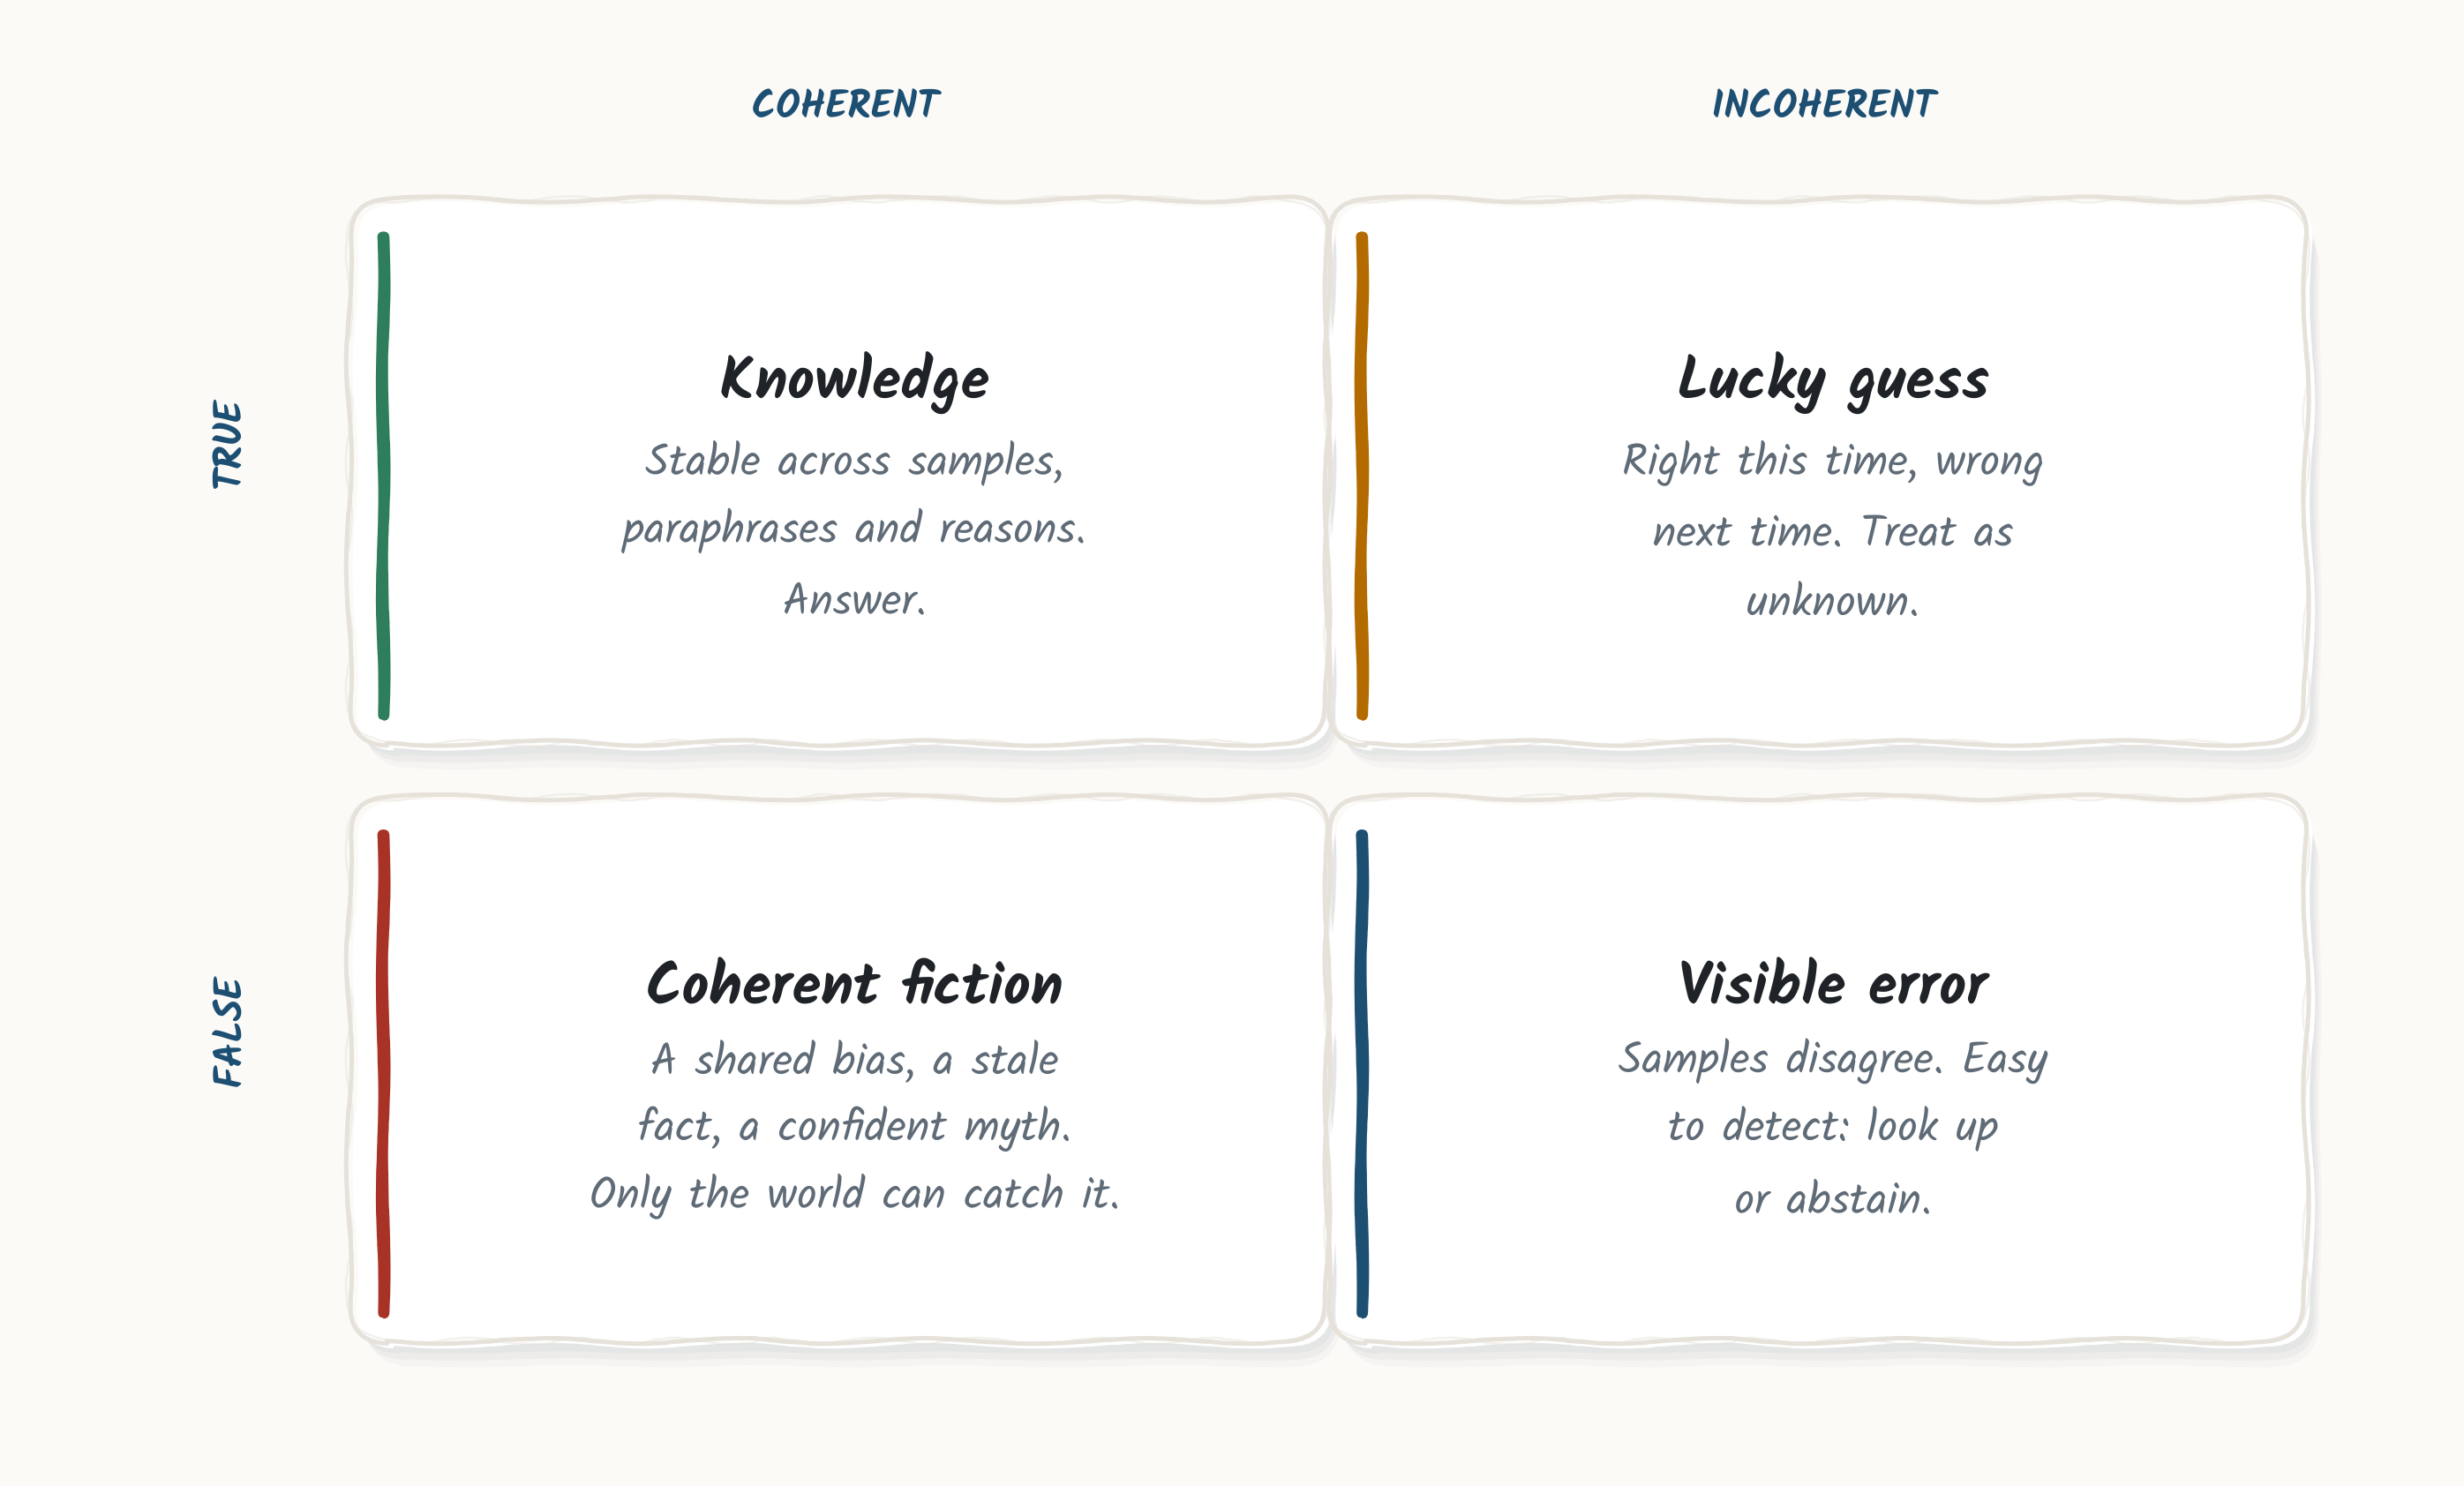 COHERENT
INCOHERENT
TRUE
Knowledge
Stable across samples,
paraphrases and reasons.
Answer.
Lucky guess
Right this time, wrong
next time. Treat as
unknown.
FALSE
Coherent fiction
A shared bias, a stale
fact, a confident myth.
Only the world can catch it.
Visible error
Samples disagree. Easy
to detect: look up
or abstain.